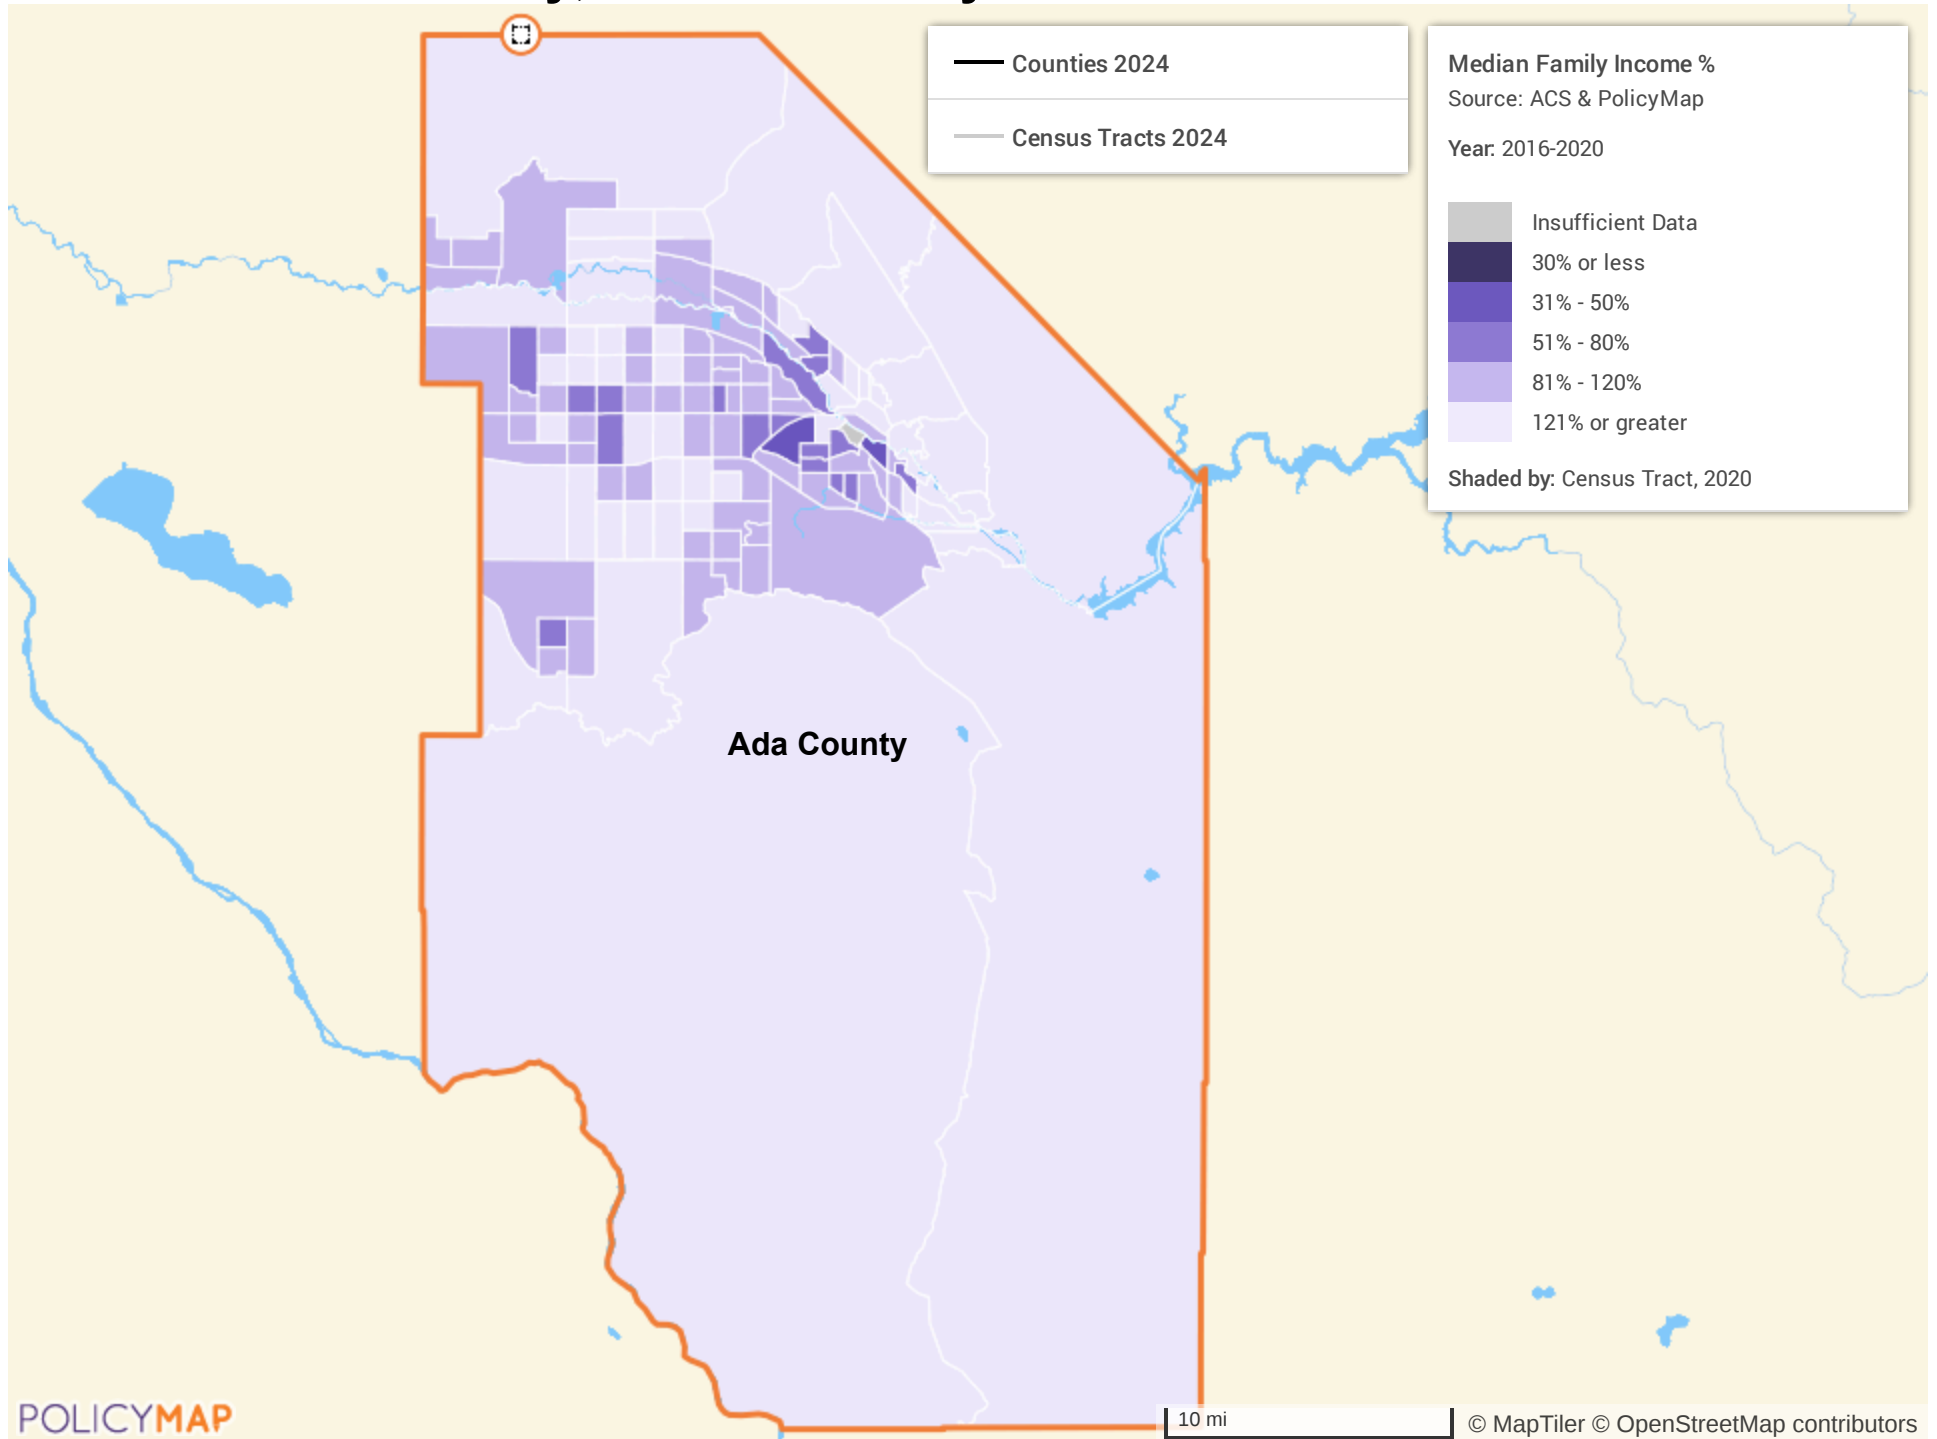 Counties 2024
Census Tracts 2024
Median Family Income %
Source: ACS & PolicyMap
Year: 2016-2020
Insufficient Data
30% or less
31% - 50%
51% - 80%
81% - 120%
121% or greater
Shaded by: Census Tract, 2020
Ada County
POLICYMAP
10 mi
© MapTiler © OpenStreetMap contributors